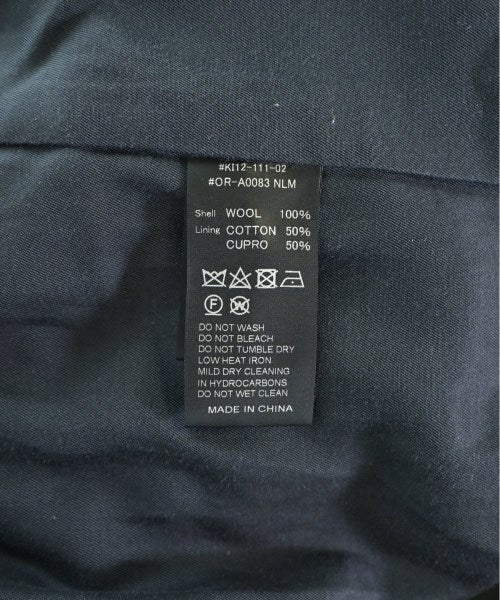 #KI12-111-02
#OR-A0083 NLM
Shell WOOL 100%
Lining COTTON 50%
CUPRO 50%
F W
DO NOT WASH
DO NOT BLEACH
DO NOT TUMBLE DRY
LOW HEAT IRON
MILD DRY CLEANING
IN HYDROCARBONS
DO NOT WET CLEAN
MADE IN CHINA